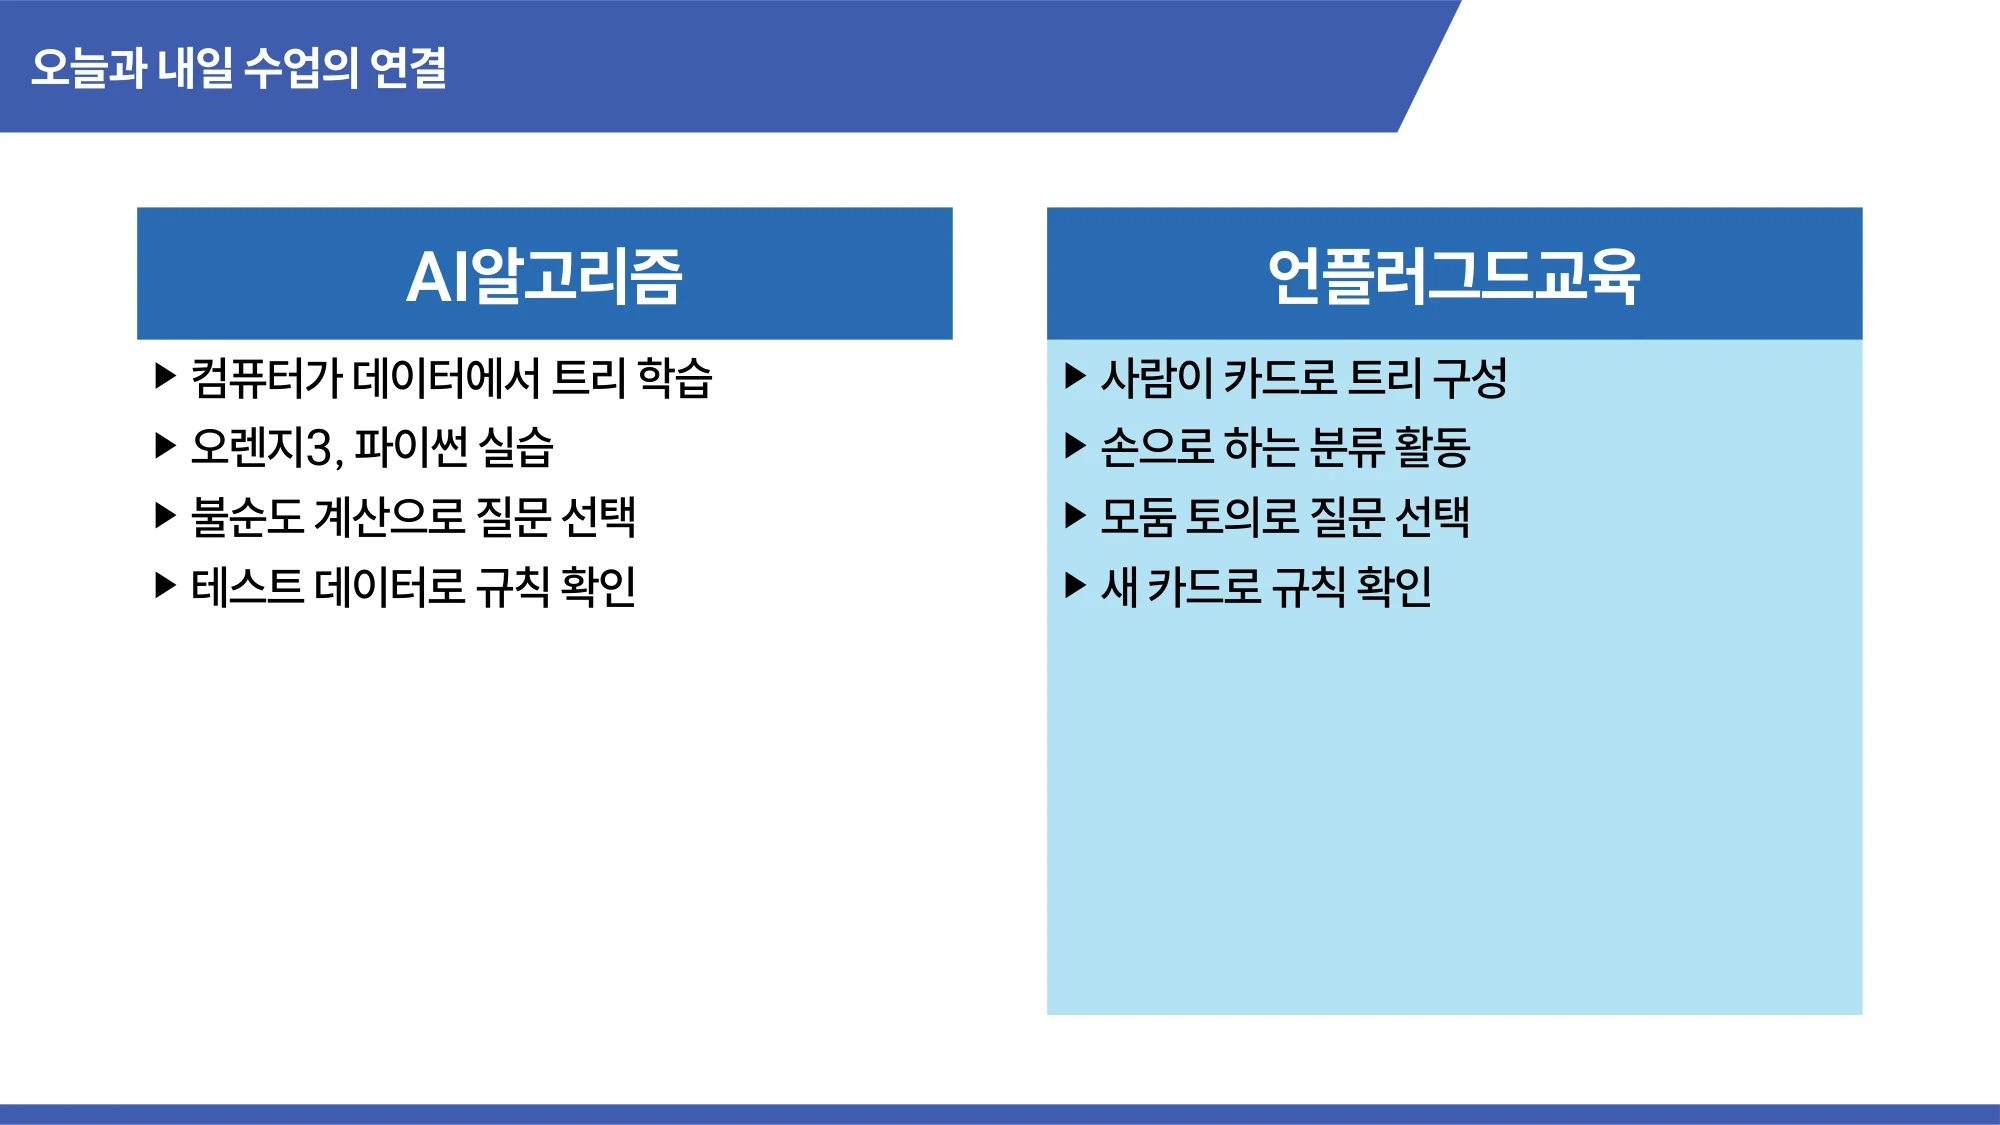 오늘과 내일 수업의 연결
AI알고리즘
▶ 컴퓨터가 데이터에서 트리 학습
▶ 오렌지3, 파이썬 실습
▶ 불순도 계산으로 질문 선택
▶ 테스트 데이터로 규칙 확인
언플러그드교육
▶ 사람이 카드로 트리 구성
▶ 손으로 하는 분류 활동
▶ 모둠 토의로 질문 선택
▶ 새 카드로 규칙 확인